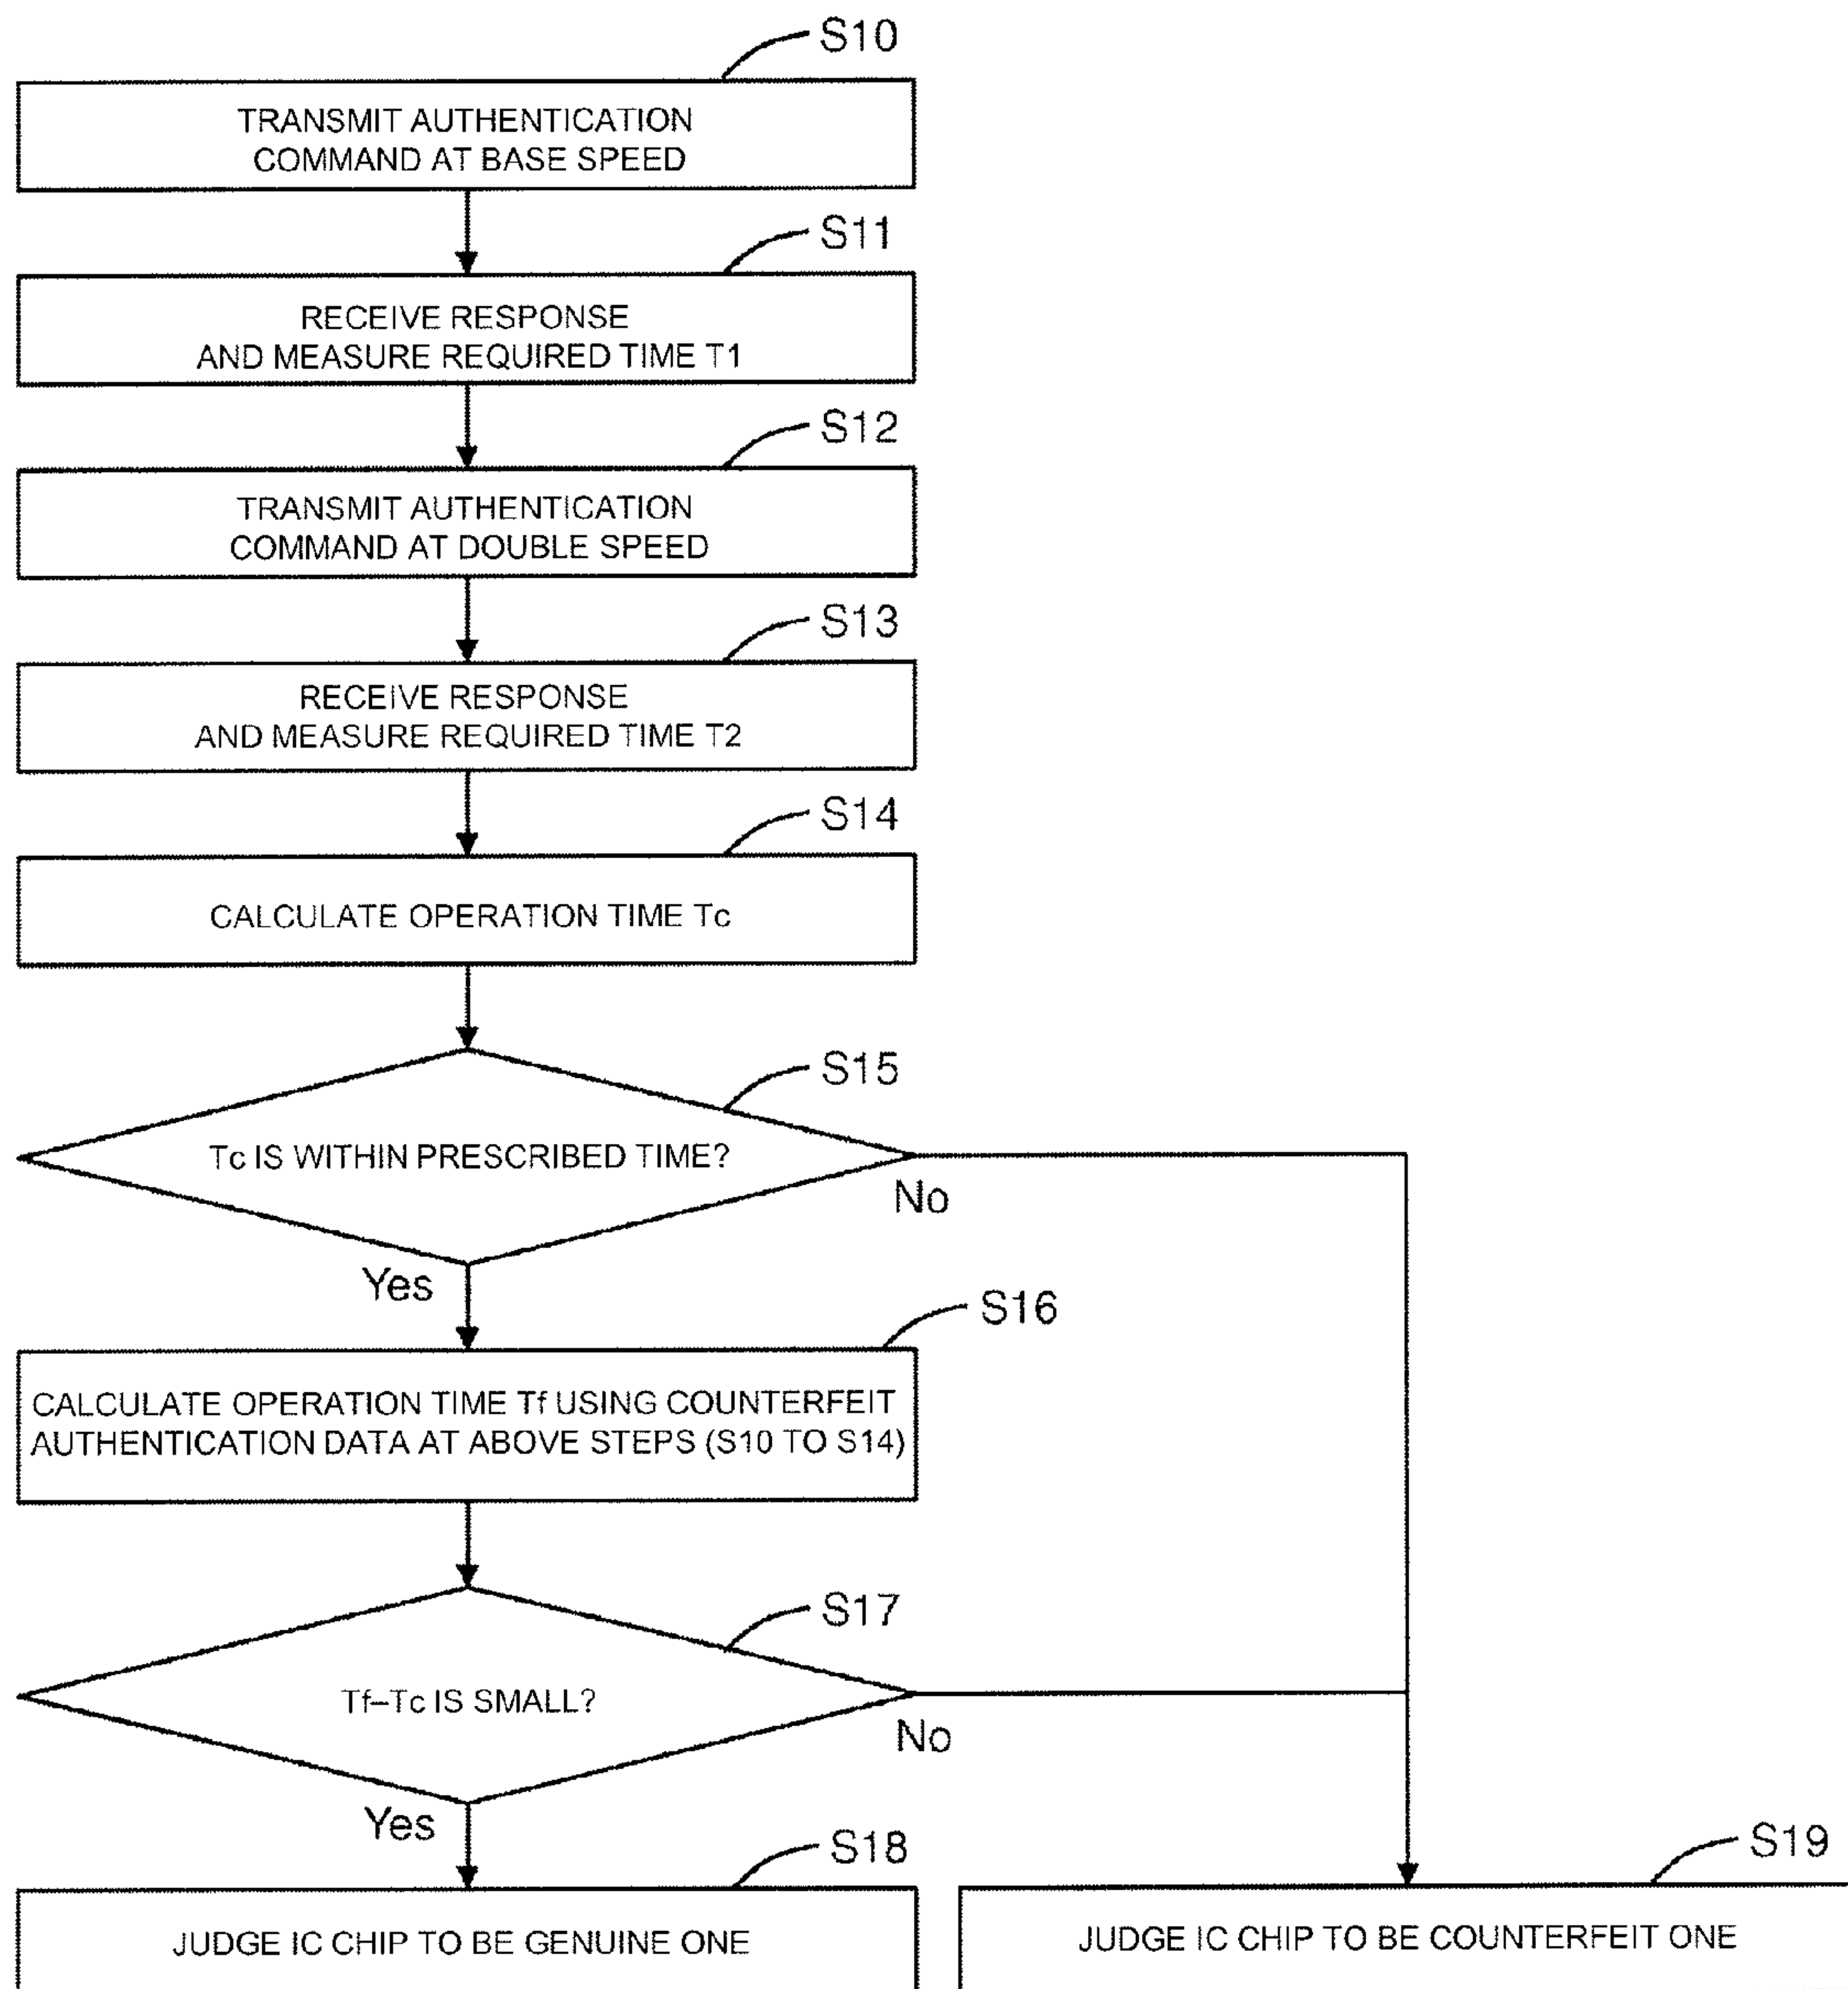 S10
TRANSMIT AUTHENTICATION
COMMAND AT BASE SPEED
S11
RECEIVE RESPONSE
AND MEASURE REQUIRED TIME T1
S12
TRANSMIT AUTHENTICATION
COMMAND AT DOUBLE SPEED
S13
RECEIVE RESPONSE
AND MEASURE REQUIRED TIME T2
S14
CALCULATE OPERATION TIME Tc
S15
Tc IS WITHIN PRESCRIBED TIME?
No
Yes
S16
CALCULATE OPERATION TIME Tf USING COUNTERFEIT
AUTHENTICATION DATA AT ABOVE STEPS (S10 TO S14)
S17
Tf–Tc IS SMALL?
No
Yes
S18
S19
JUDGE IC CHIP TO BE GENUINE ONE
JUDGE IC CHIP TO BE COUNTERFEIT ONE